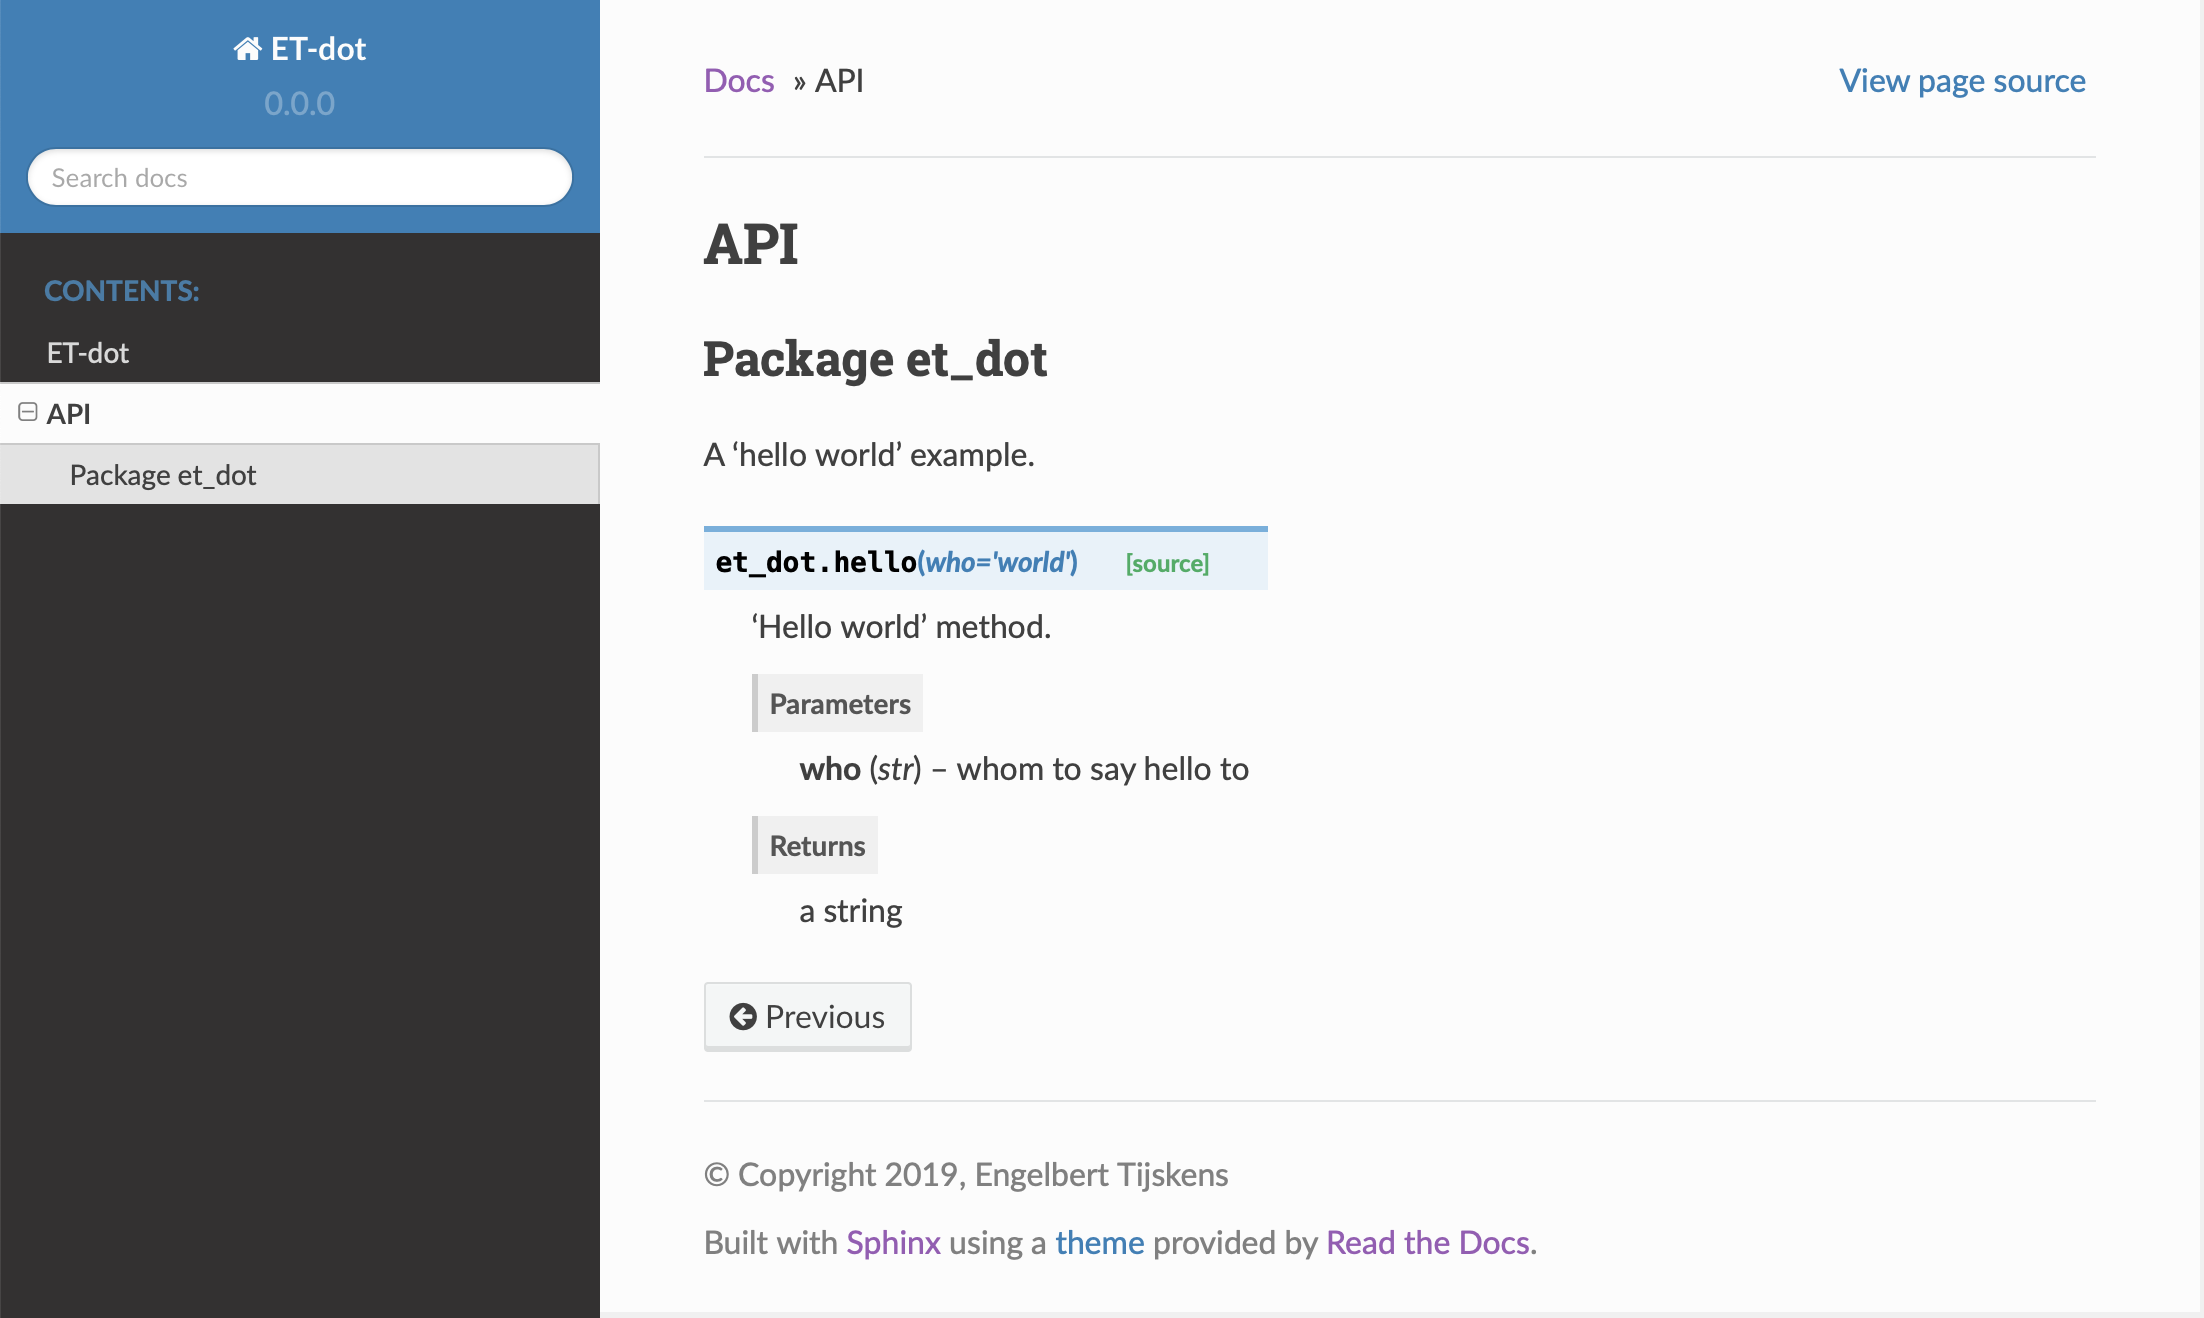 ET-dot
0.0.0
Search docs
CONTENTS:
ET-dot
API
Package et_dot
Docs » API
View page source
API
Package et_dot
A ‘hello world’ example.
et_dot.hello(who='world') [source]
‘Hello world’ method.
Parameters
who (str) – whom to say hello to
Returns
a string
Previous
© Copyright 2019, Engelbert Tijskens
Built with Sphinx using a theme provided by Read the Docs.